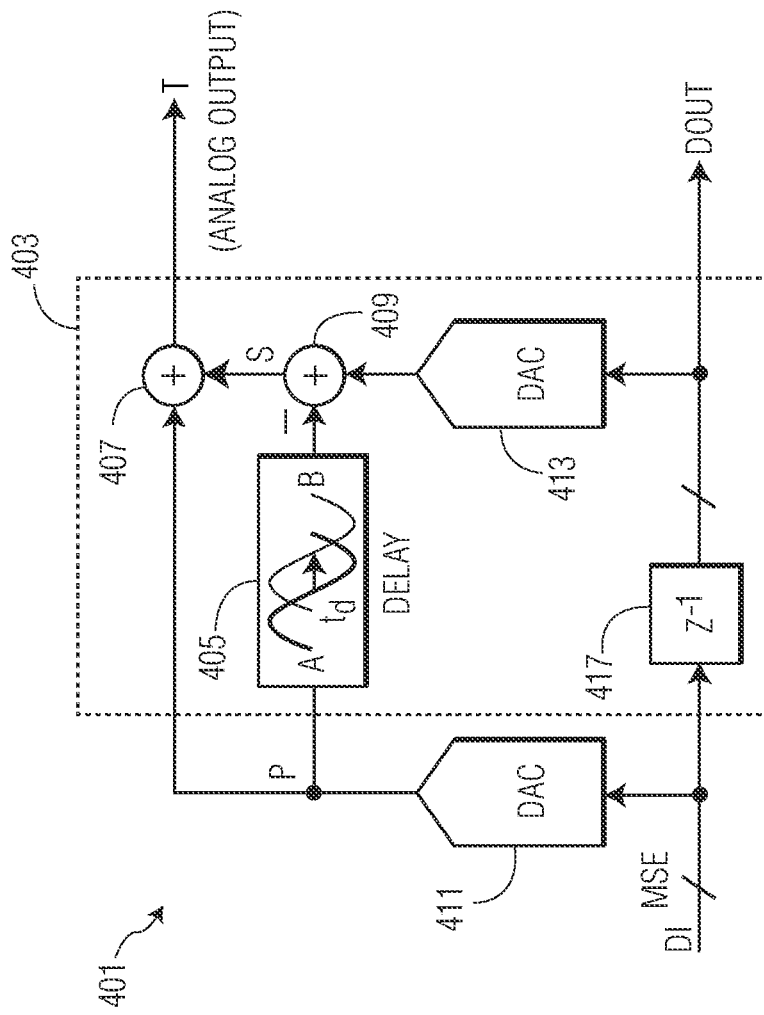 401
403
T
(ANALOG OUTPUT)
407
+
S
409
+
−
P
405
A
t_d
B
DELAY
411
DAC
DAC
413
DI
MSE
417
Z⁻¹
DOUT